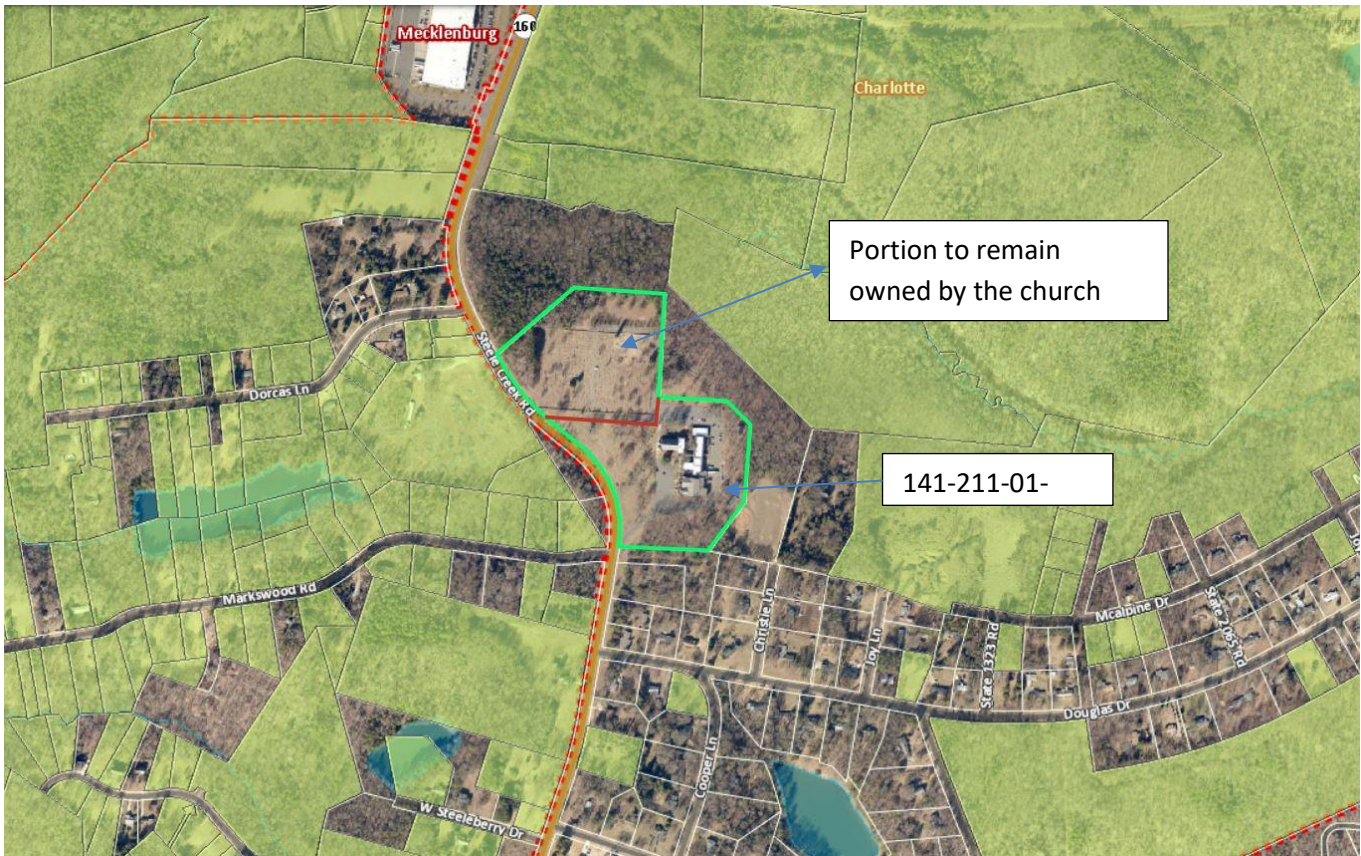 Mecklenburg
160
Charlotte
Portion to remain
owned by the church
Steele Creek Rd
Dorcas Ln
141-211-01-
Markswood Rd
Christie Ln
Joy Ln
State 1323 Rd
Mcalpine Dr
State 2065 Rd
Joy
Douglas Dr
Cooper Ln
W Steeleberry Dr